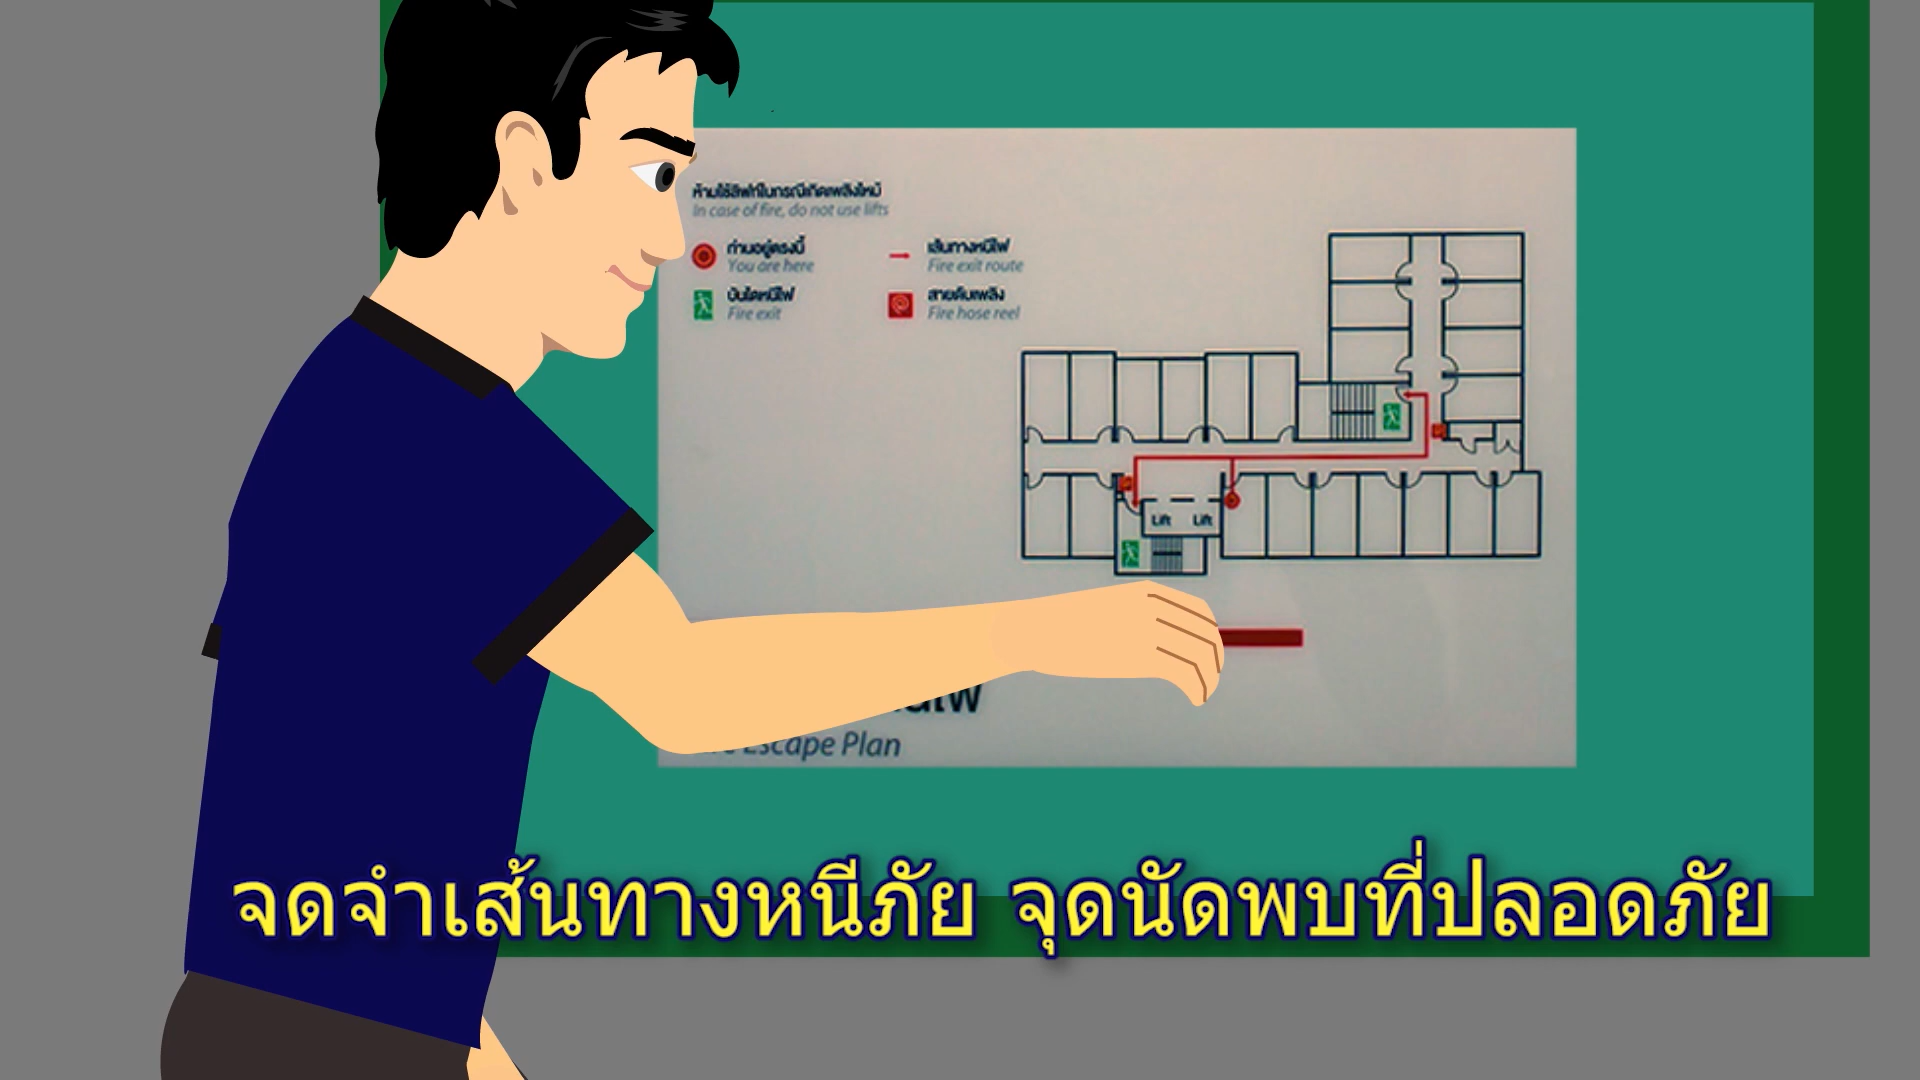 ห้ามใช้ลิฟท์ในกรณีเกิดเพลิงไหม้
In case of fire, do not use lifts
ท่านอยู่ตรงนี้
You are here
เส้นทางหนีไฟ
Fire exit route
บันไดหนีไฟ
Fire exit
สายดับเพลิง
Fire hose reel
Lift Lift
Escape Plan
จดจำเส้นทางหนีภัย จุดนัดพบที่ปลอดภัย